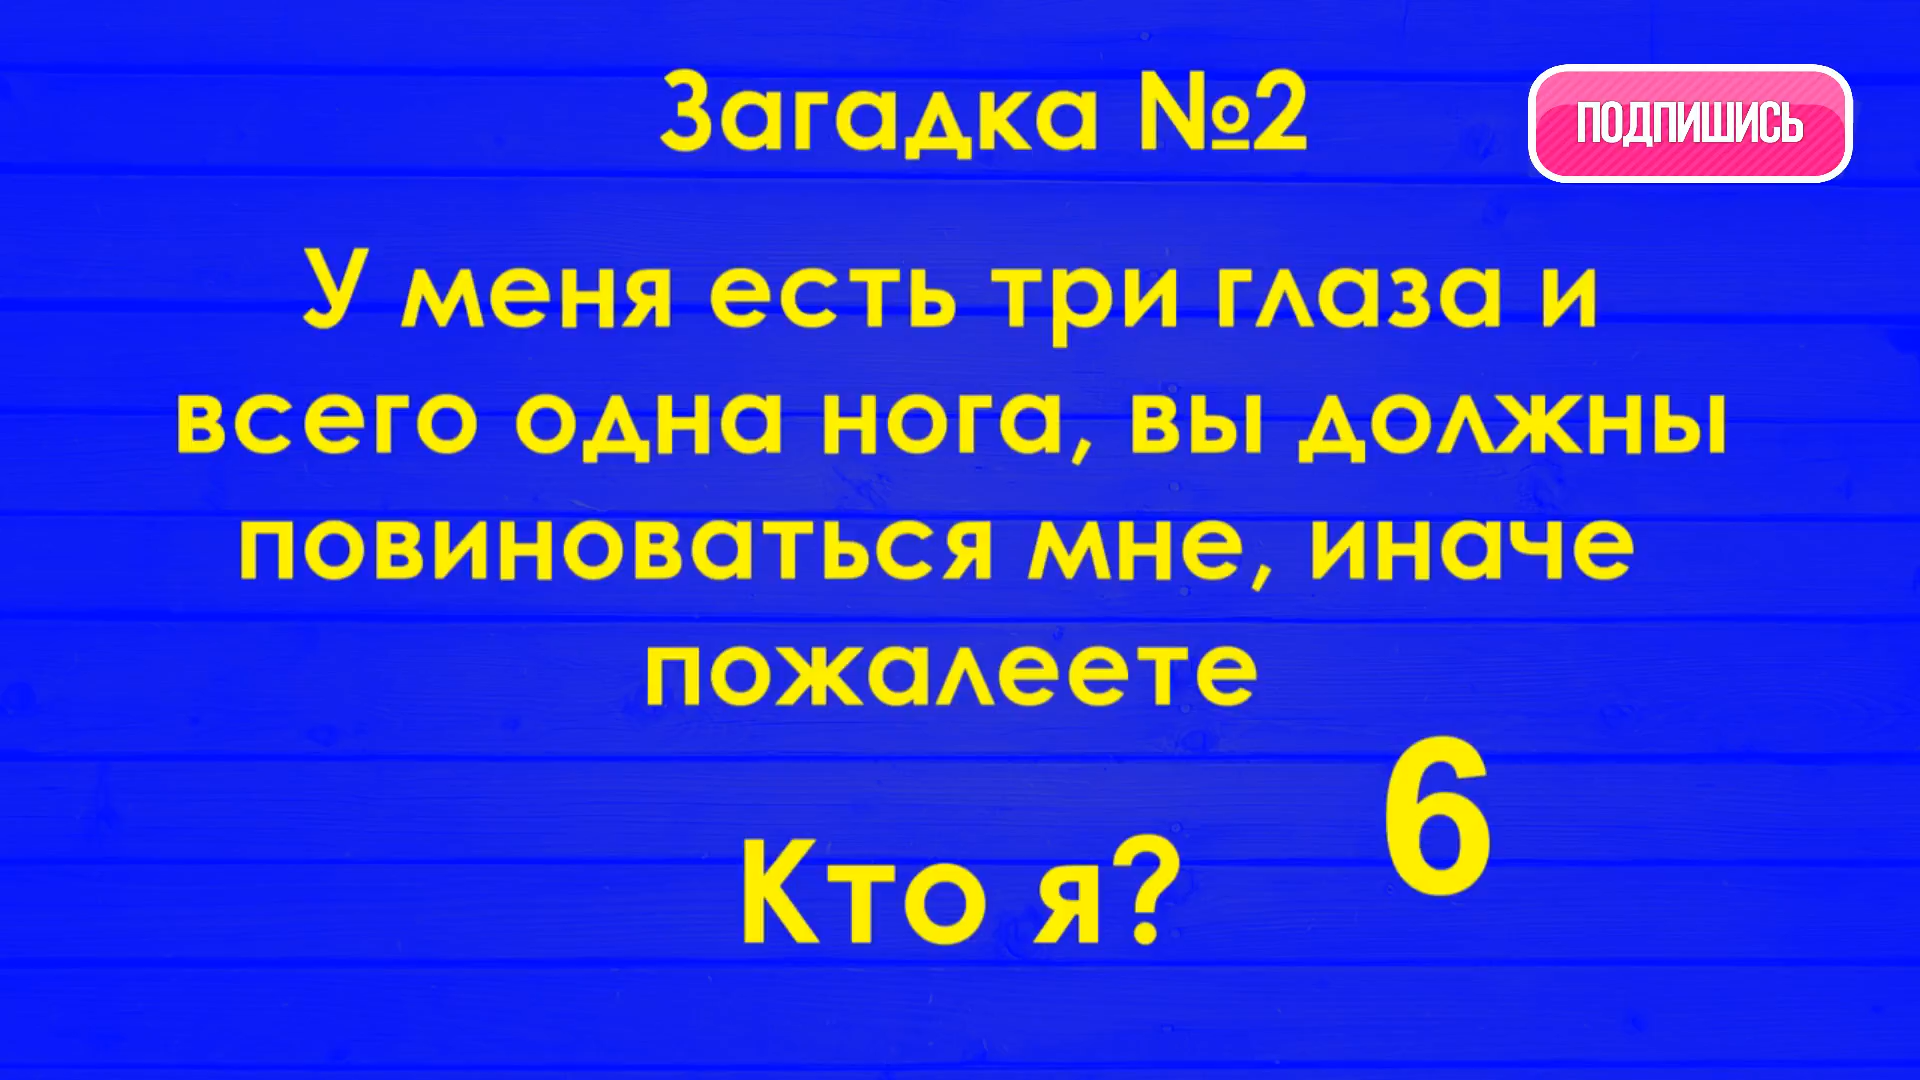 Загадка №2
ПОДПИШИСЬ
У меня есть три глаза и
всего одна нога, вы должны
повиноваться мне, иначе
пожалеете
6
Кто я?